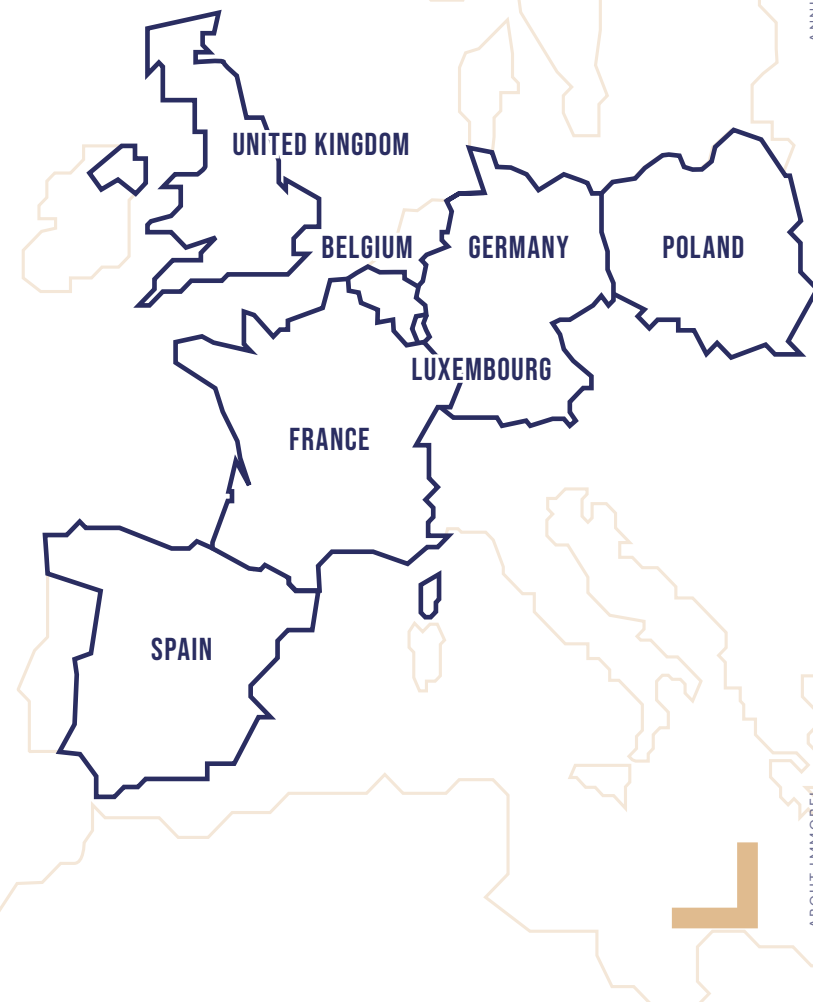 UNITED KINGDOM
BELGIUM
GERMANY
POLAND
LUXEMBOURG
FRANCE
SPAIN